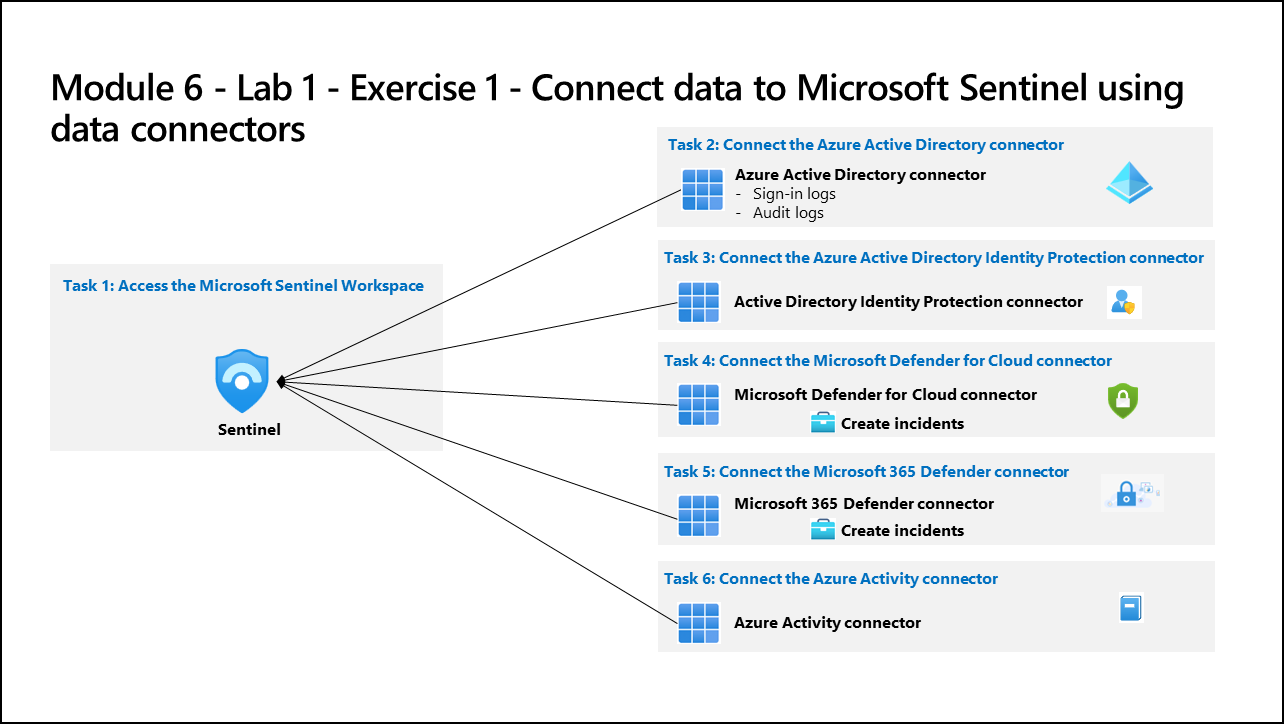 Module 6 - Lab 1 - Exercise 1 - Connect data to Microsoft Sentinel using
data connectors
Task 1: Access the Microsoft Sentinel Workspace
Sentinel
Task 2: Connect the Azure Active Directory connector
Azure Active Directory connector
- Sign-in logs
- Audit logs
Task 3: Connect the Azure Active Directory Identity Protection connector
Active Directory Identity Protection connector
Task 4: Connect the Microsoft Defender for Cloud connector
Microsoft Defender for Cloud connector
Create incidents
Task 5: Connect the Microsoft 365 Defender connector
Microsoft 365 Defender connector
Create incidents
Task 6: Connect the Azure Activity connector
Azure Activity connector